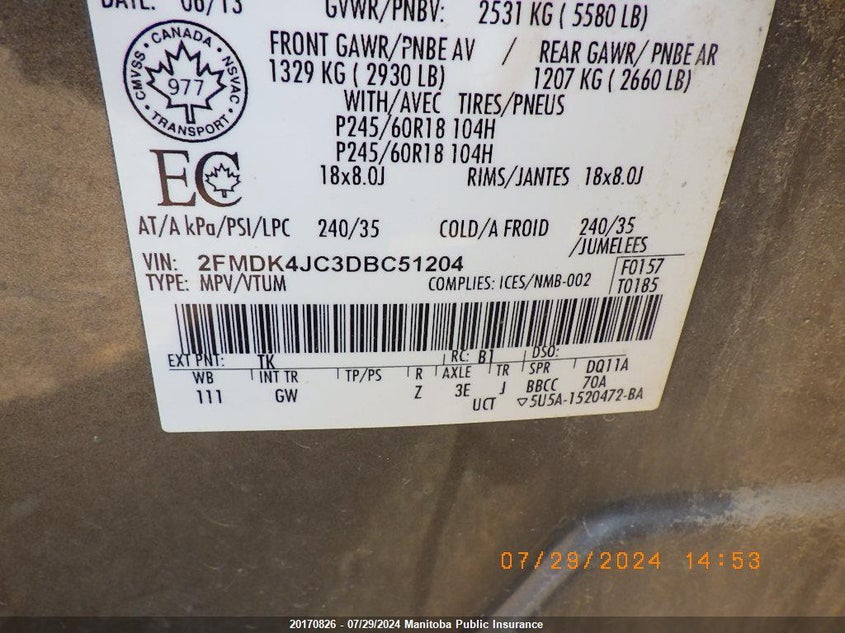 DATE: 06/13 GVWR/PNBV: 2531 KG ( 5580 LB)
FRONT GAWR/PNBE AV / REAR GAWR/ PNBE AR
1329 KG ( 2930 LB) 1207 KG ( 2660 LB)
WITH/AVEC TIRES/PNEUS
P245/60R18 104H
P245/60R18 104H
18x8.0J RIMS/JANTES 18x8.0J
CANADA
CMVSS NSVAC
977
TRANSPORT
EC
AT/A kPa/PSI/LPC 240/35 COLD/A FROID 240/35
/JUMELEES
VIN: 2FMDK4JC3DBC51204 F0157
TYPE: MPV/VTUM COMPLIES: ICES/NMB-002 T0185
EXT PNT: TK RC: B1 DSO:
WB INT TR TP/PS R AXLE TR SPR DQ11A
111 GW Z 3E J BBCC 70A
UCT ▽5U5A-1520472-BA
07/29/2024 14:53
20170826 - 07/29/2024 Manitoba Public Insurance